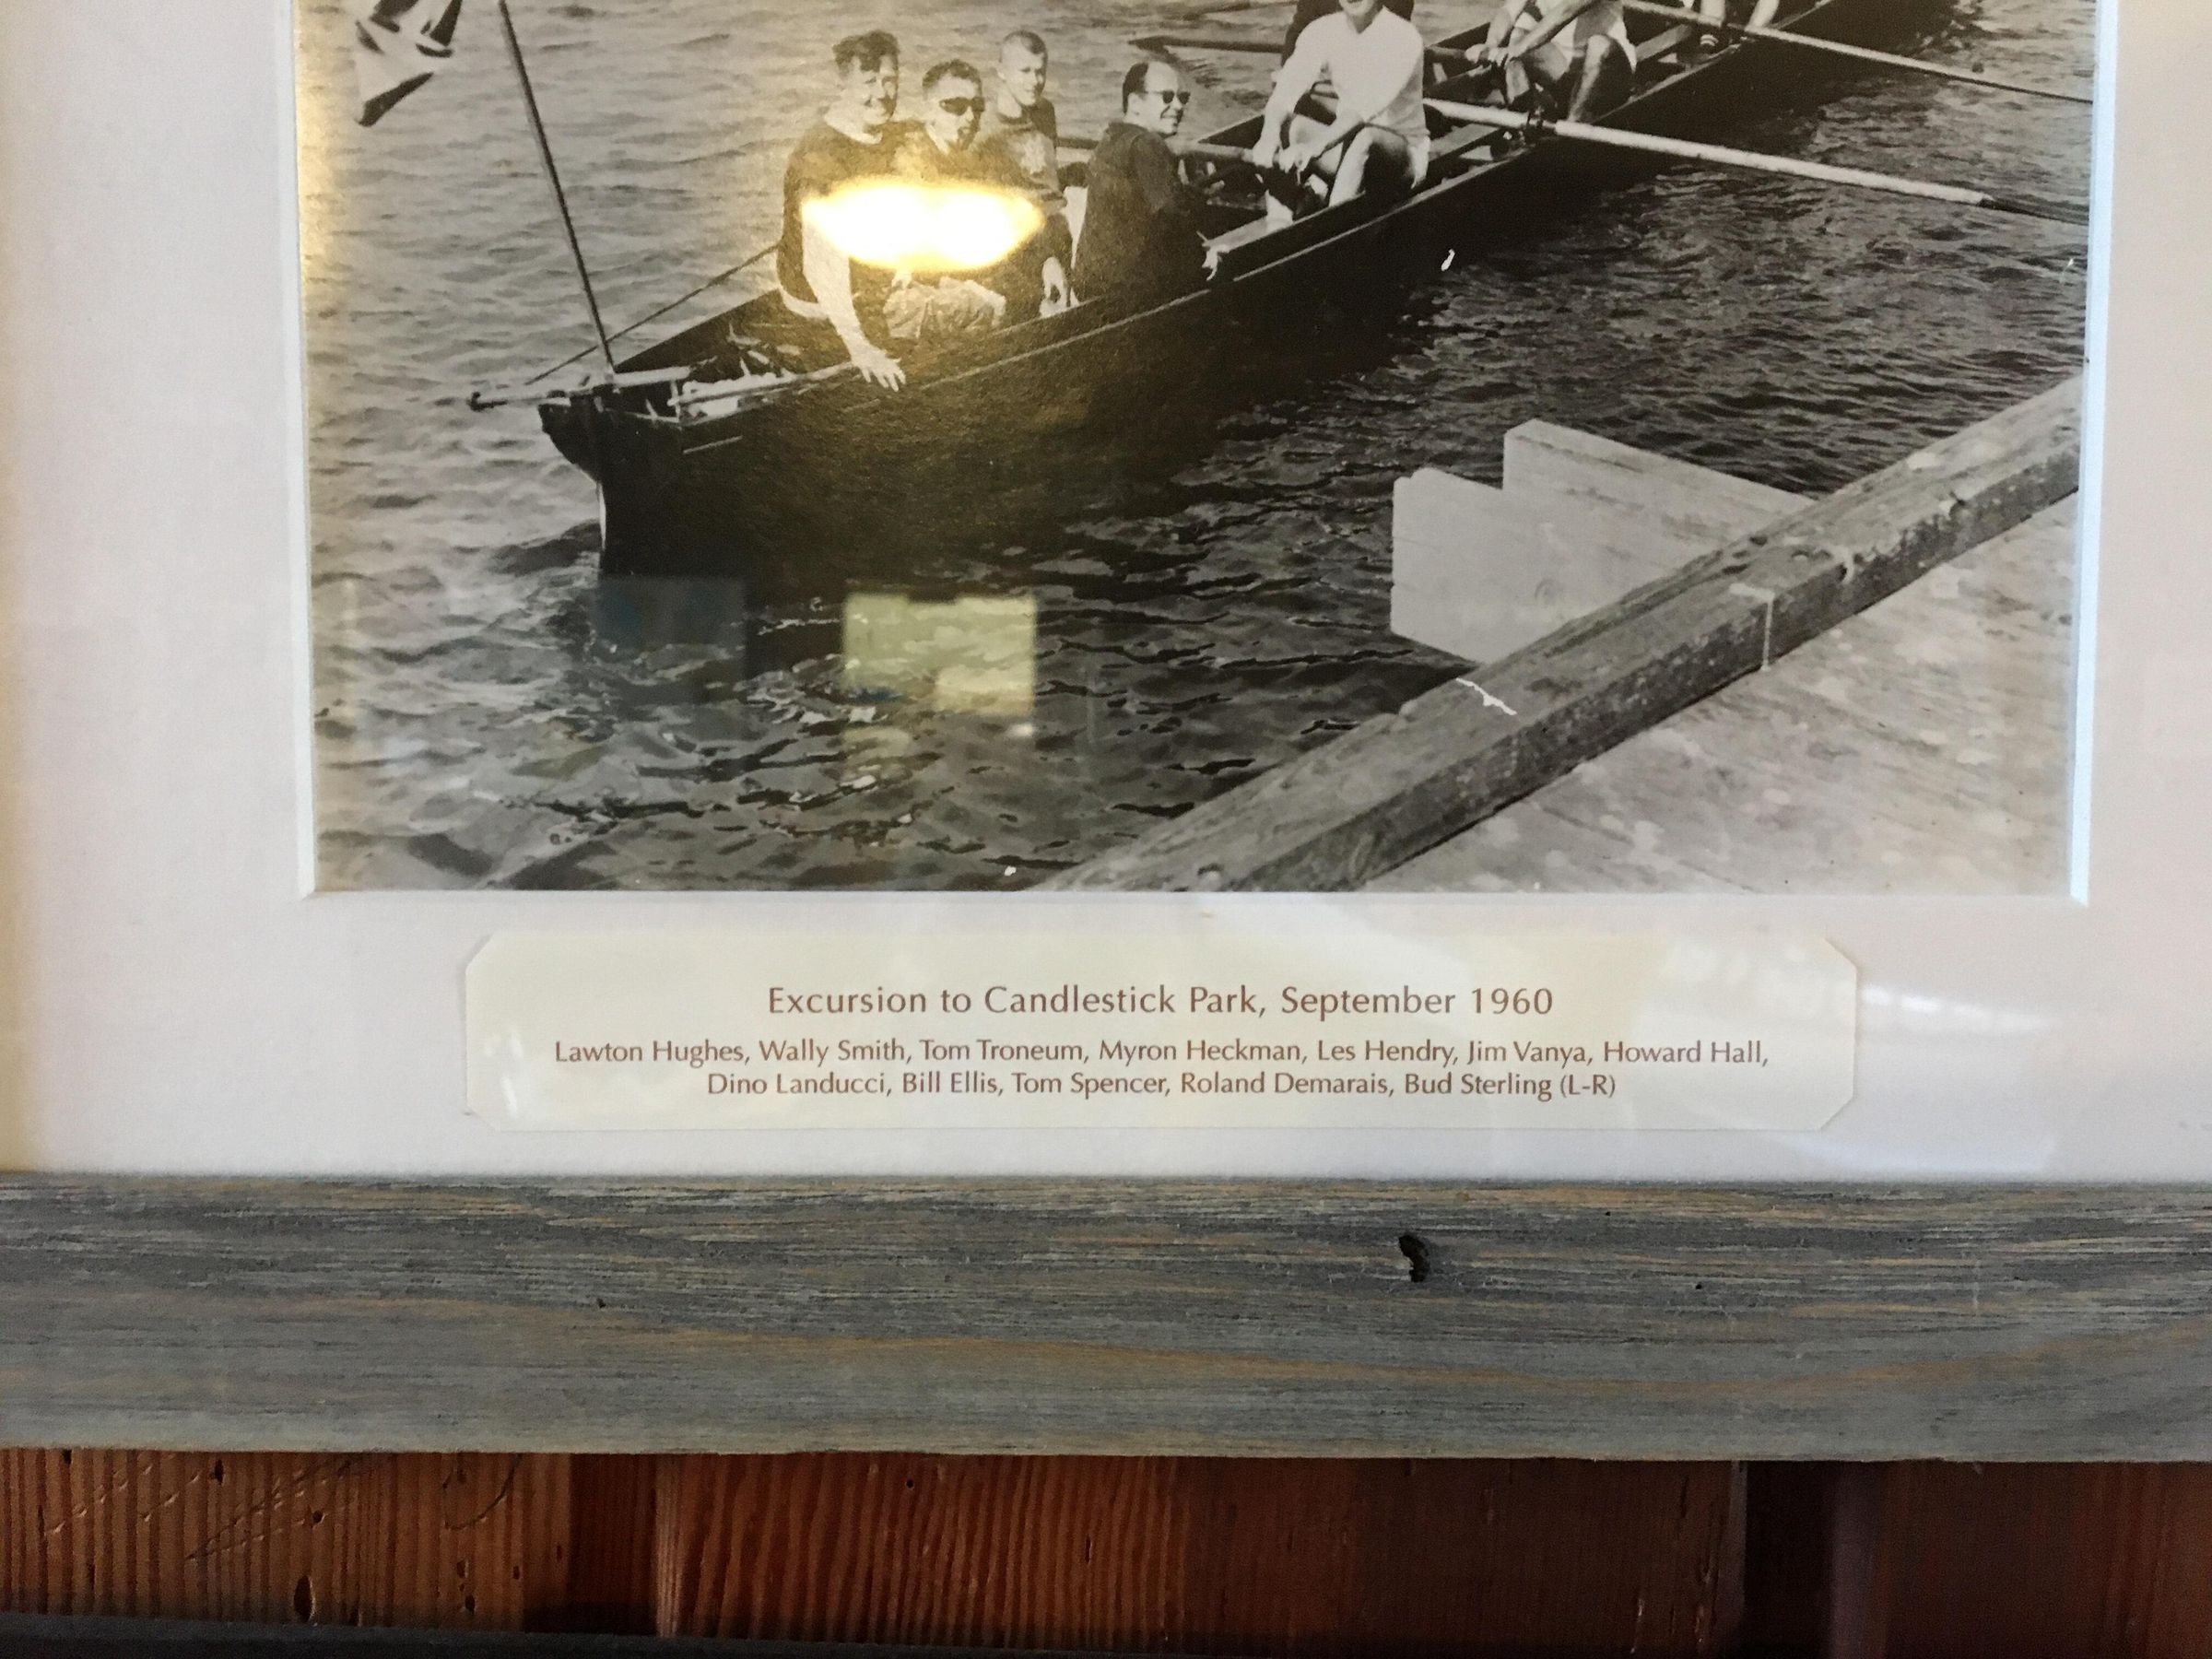 Excursion to Candlestick Park, September 1960
Lawton Hughes, Wally Smith, Tom Troneum, Myron Heckman, Les Hendry, Jim Vanya, Howard Hall,
Dino Landucci, Bill Ellis, Tom Spencer, Roland Demarais, Bud Sterling (L-R)